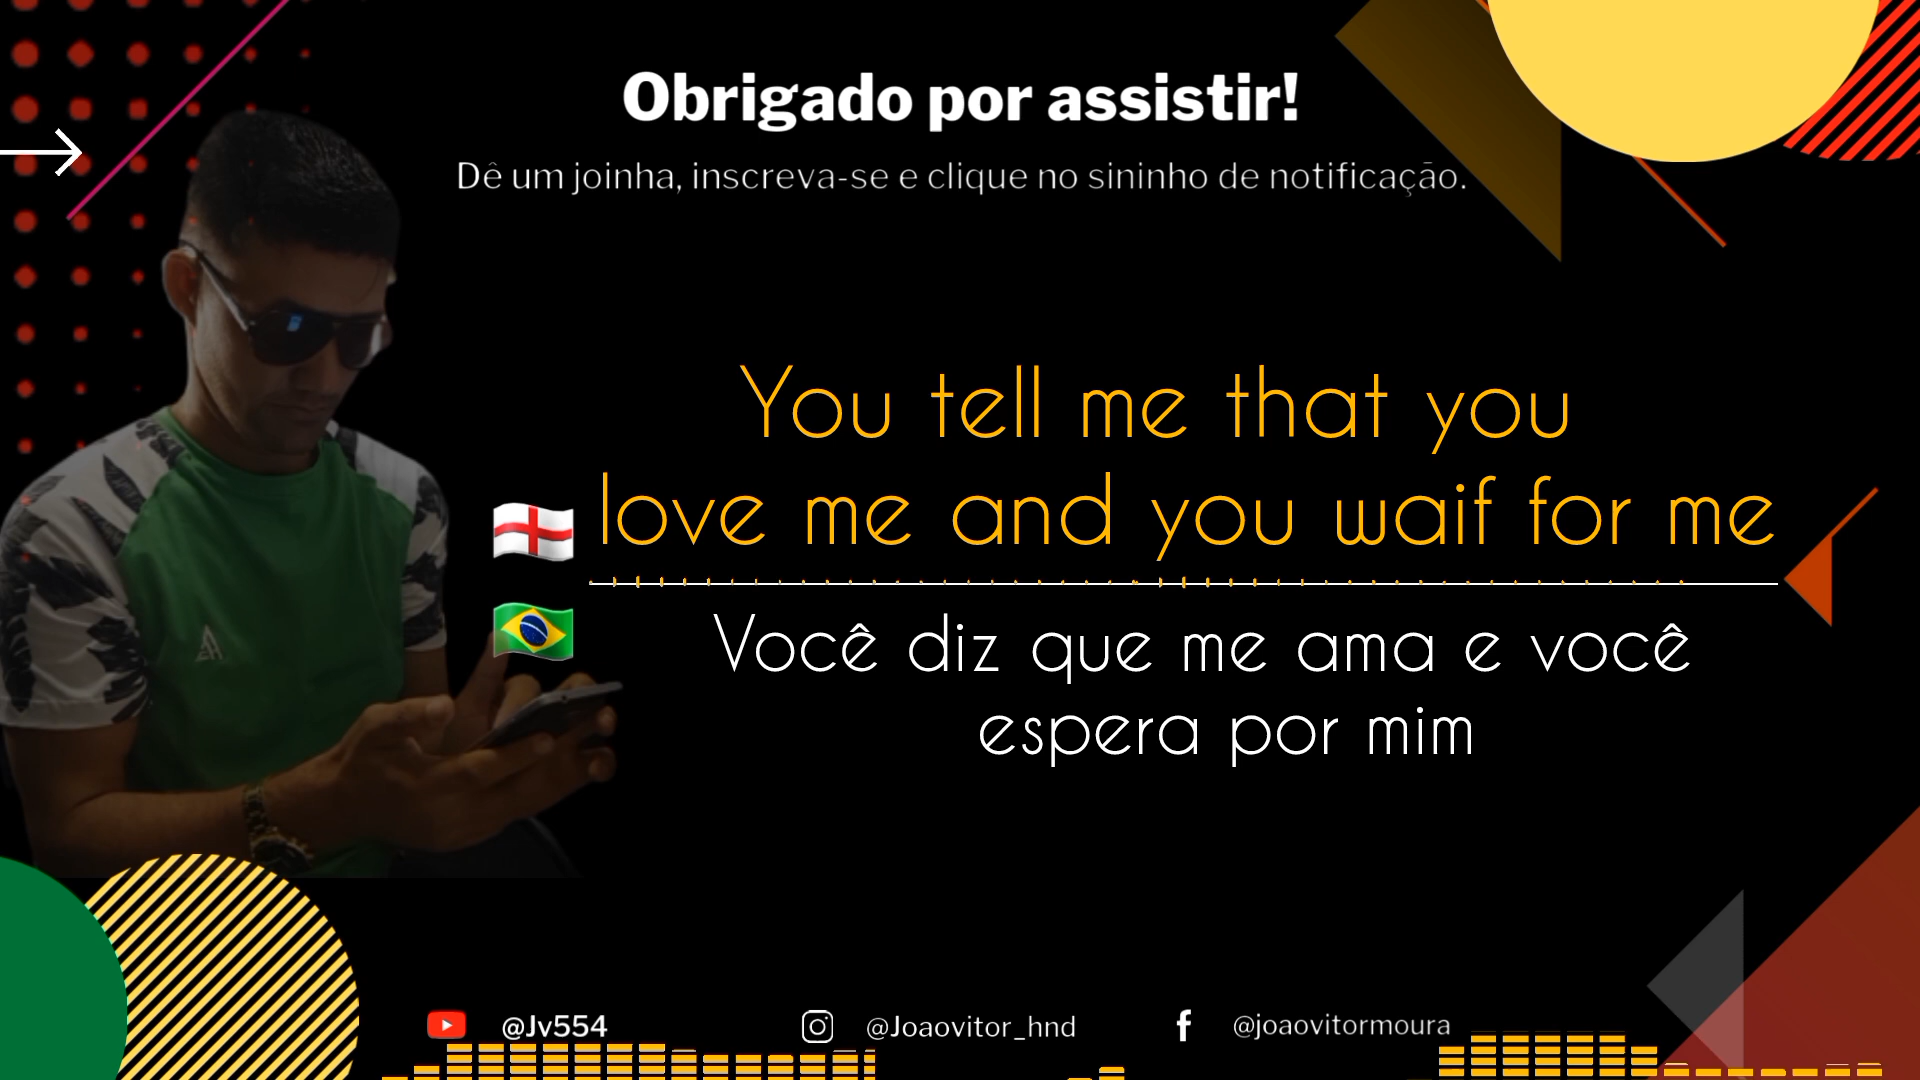 Obrigado por assistir!
Dê um joinha, inscreva-se e clique no sininho de notificação.
You tell me that you
love me and you waif for me
Você diz que me ama e você
espera por mim
@Jv554
@Joaovitor_hnd
@joaovitormoura